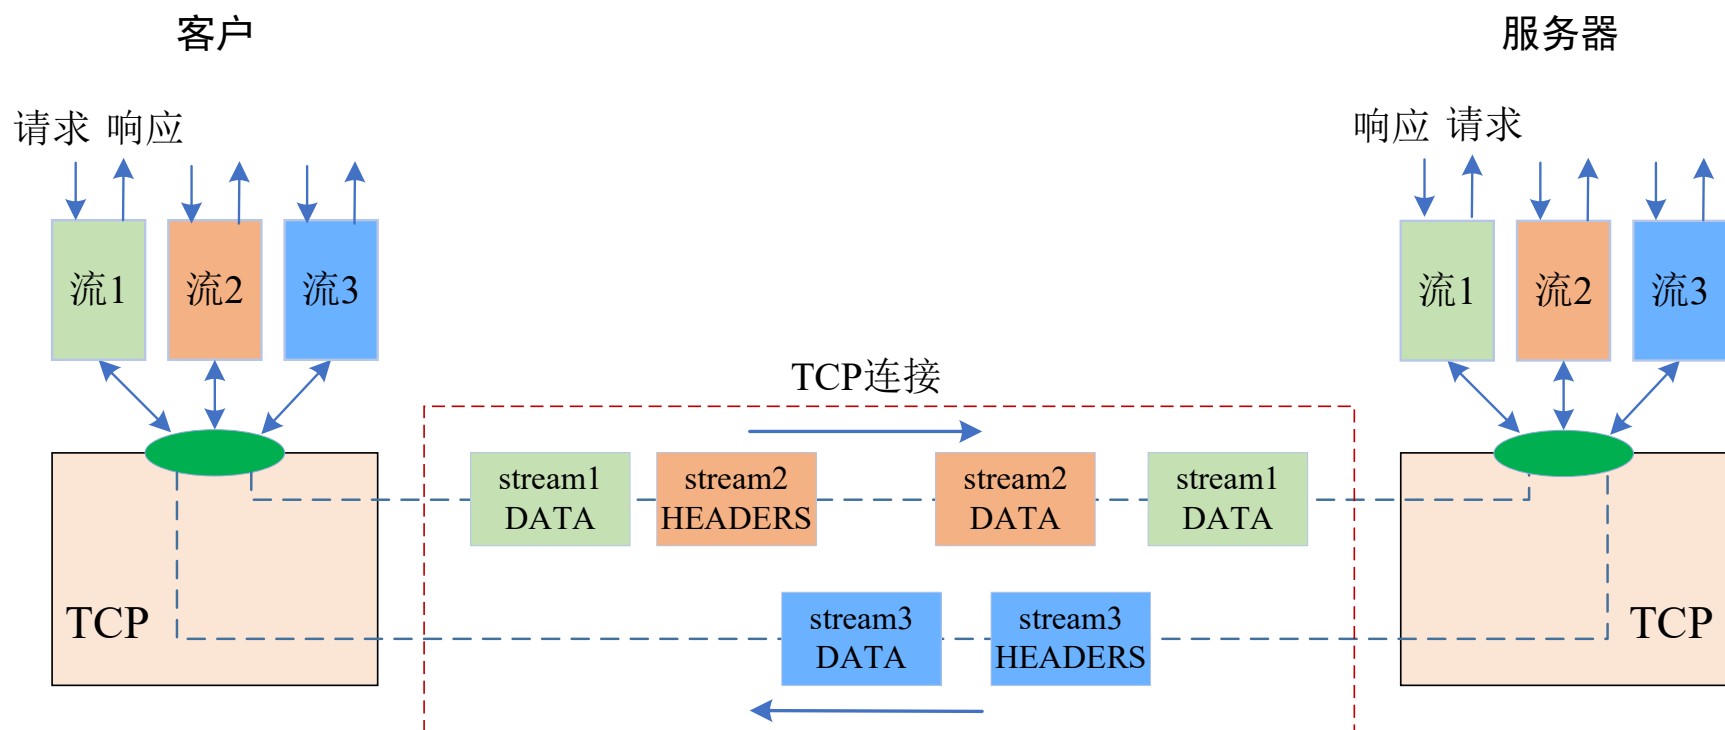 客户
服务器
请求 响应
响应 请求
流1
流2
流3
流1
流2
流3
TCP连接
stream1
DATA
stream2
HEADERS
stream2
DATA
stream1
DATA
TCP
stream3
DATA
stream3
HEADERS
TCP